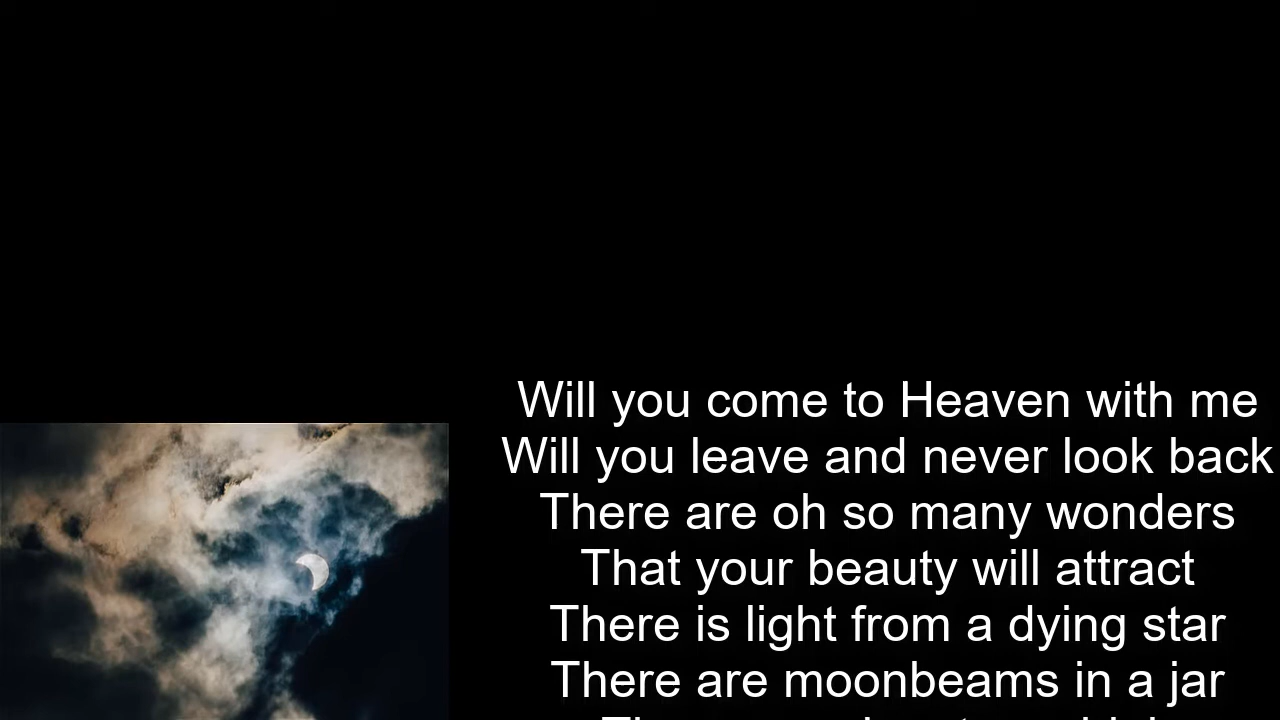 Will you come to Heaven with me
Will you leave and never look back
There are oh so many wonders
That your beauty will attract
There is light from a dying star
There are moonbeams in a jar